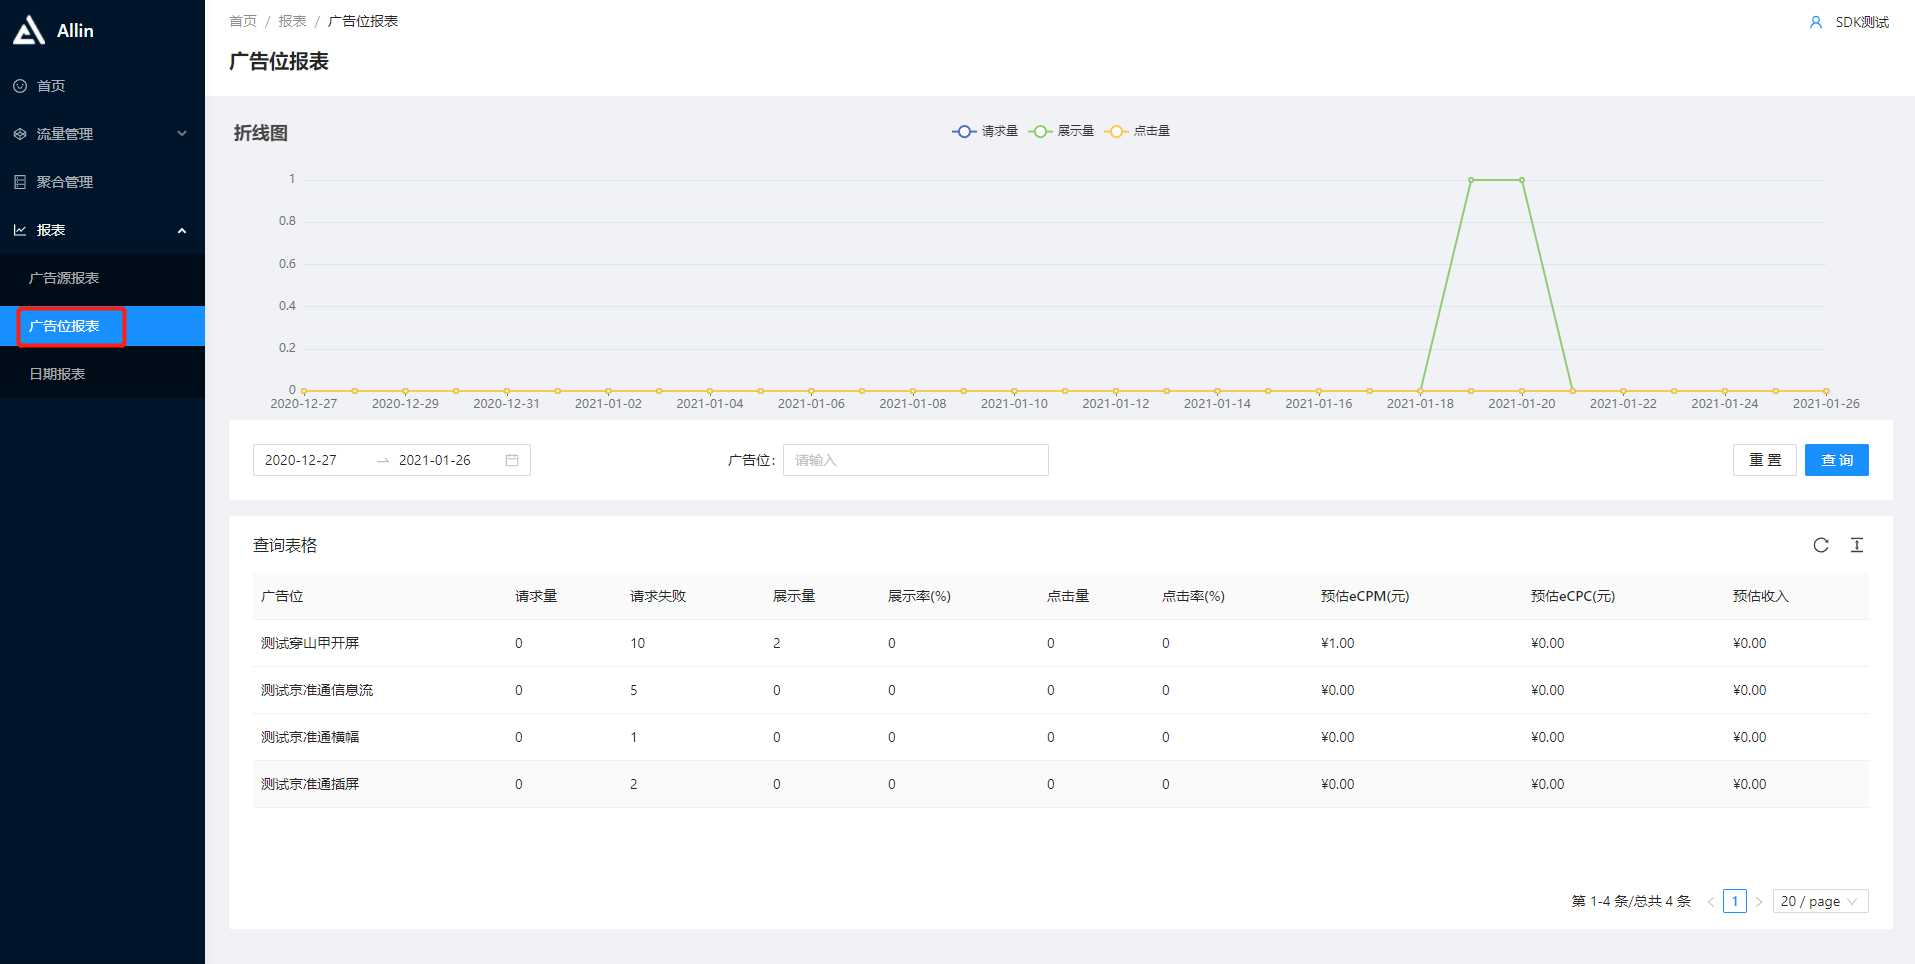 Allin
首页
流量管理
聚合管理
报表
广告源报表
广告位报表
日期报表
首页 / 报表 / 广告位报表
SDK测试
广告位报表
折线图
请求量 展示量 点击量
1
0.8
0.6
0.4
0.2
0
2020-12-27 2020-12-29 2020-12-31 2021-01-02 2021-01-04 2021-01-06 2021-01-08 2021-01-10 2021-01-12 2021-01-14 2021-01-16 2021-01-18 2021-01-20 2021-01-22 2021-01-24 2021-01-26
2020-12-27 → 2021-01-26 广告位: 请输入 重 置 查 询
查询表格
广告位 请求量 请求失败 展示量 展示率(%) 点击量 点击率(%) 预估eCPM(元) 预估eCPC(元) 预估收入
测试穿山甲开屏 0 10 2 0 0 0 ¥1.00 ¥0.00 ¥0.00
测试京准通信息流 0 5 0 0 0 0 ¥0.00 ¥0.00 ¥0.00
测试京准通横幅 0 1 0 0 0 0 ¥0.00 ¥0.00 ¥0.00
测试京准通插屏 0 2 0 0 0 0 ¥0.00 ¥0.00 ¥0.00
第 1-4 条/总共 4 条 < 1 > 20 / page